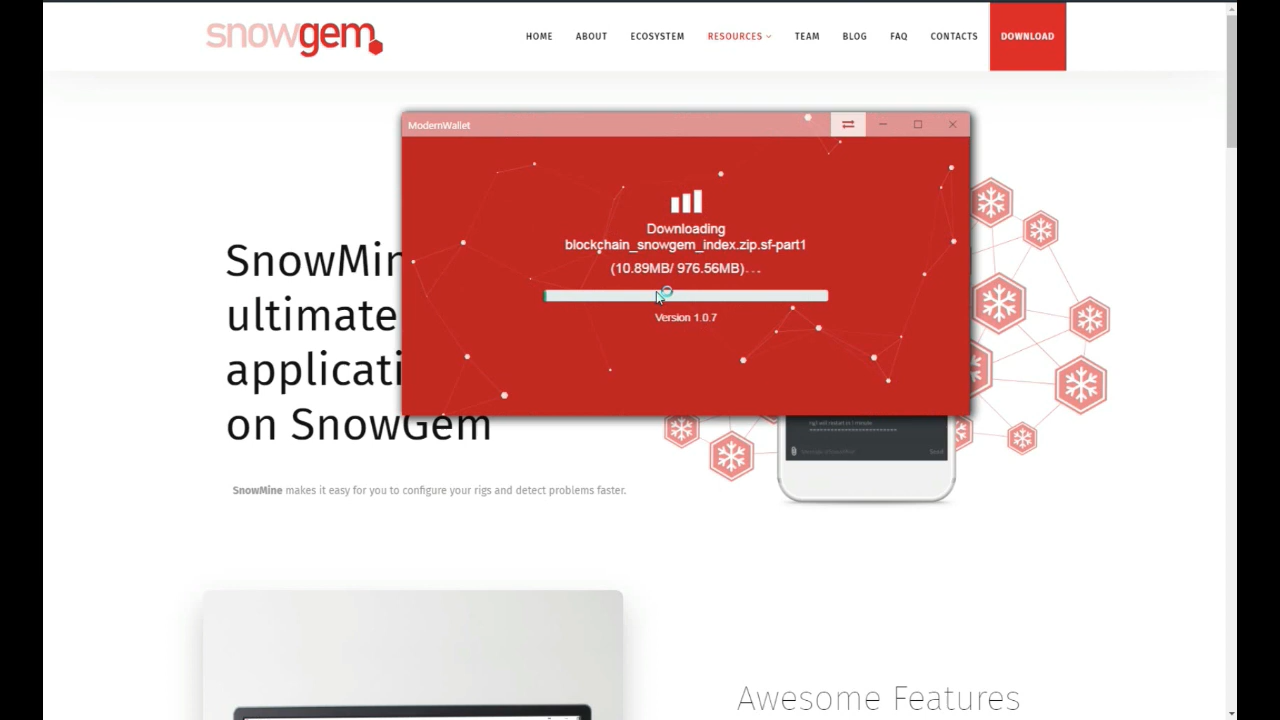 snowgem
HOME ABOUT ECOSYSTEM RESOURCES TEAM BLOG FAQ CONTACTS DOWNLOAD
ModernWallet
Downloading
blockchain_snowgem_index.zip.sf-part1
(10.89MB/ 976.56MB)...
Version 1.0.7
SnowMin
ultimate
applicati
on SnowGem
SnowMine makes it easy for you to configure your rigs and detect problems faster.
Awesome Features